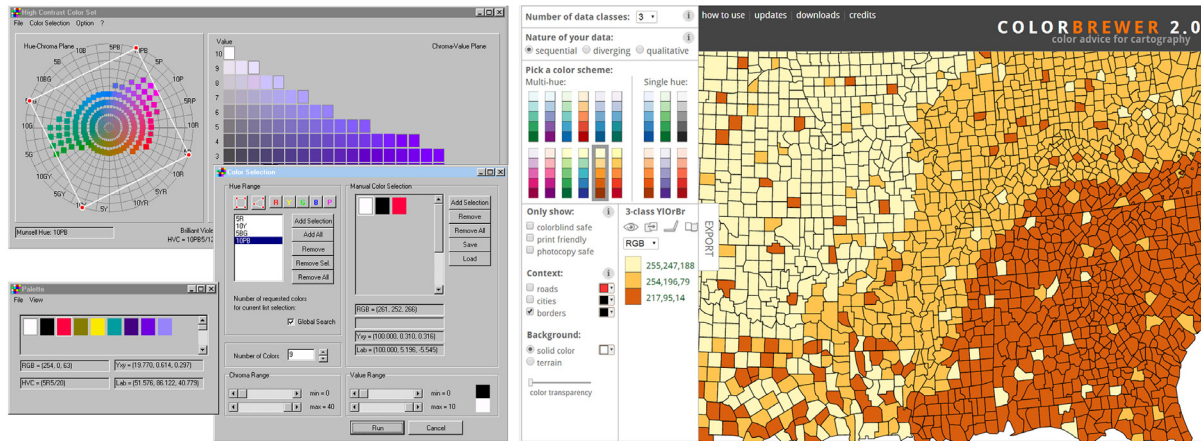 High Contrast Color Set
File Color Selection Option ?
Hue-Chroma Plane
5PB
10PB
5P
10P
5RP
10R
5YR
10YR
5Y
10Y
5GY
10GY
5G
10G
10BG
5B
10B
Munsell Hue: 10PB
Brilliant Viole
HVC = 10PB5/12
Value
Chroma-Value Plane
10
9
8
7
6
5
4
3
Color Selection
Hue Range
R Y G B P
5R
10Y
5BG
10PB
Add Selection
Add All
Remove
Remove Sel.
Remove All
Number of requested colors
for current list selection:
Global Search
Number of Colors 9
Manual Color Selection
Add Selection
Remove
Remove All
Save
Load
RGB = (261, 252, 266)
Yxy = (100.000, 0.310, 0.316)
Lab = (100.000, 5.196, -5.545)
Chroma Range
min = 0
max = 40
Value Range
min = 0
max = 10
Run Cancel
Palette
File View
RGB = (254, 0, 63)
Yxy = (19.770, 0.614, 0.297)
HVC = (5R5/20)
Lab = (51.576, 86.122, 40.779)
Number of data classes: 3
Nature of your data:
sequential diverging qualitative
Pick a color scheme:
Multi-hue: Single hue:
Only show:
colorblind safe
print friendly
photocopy safe
Context:
roads
cities
borders
Background:
solid color
terrain
color transparency
3-class YlOrBr
RGB
255,247,188
254,196,79
217,95,14
EXPORT
how to use updates downloads credits
COLORBREWER 2.0
color advice for cartography